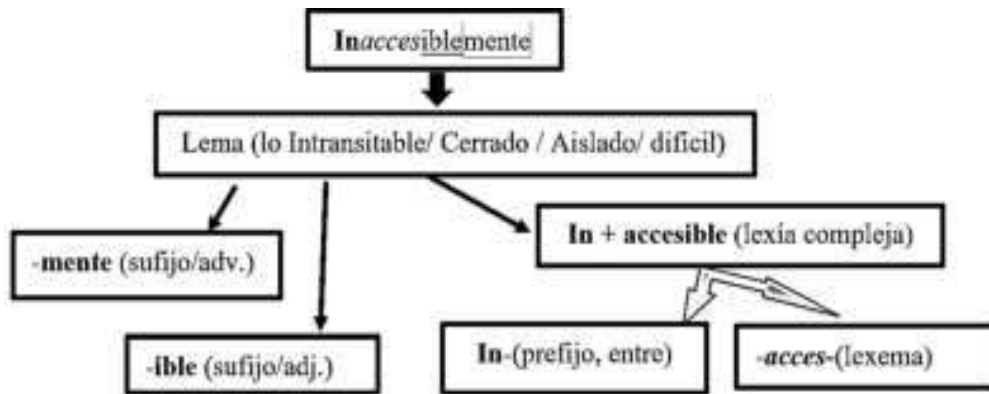 Inaccesiblemente
Lema (lo Intransitable/ Cerrado / Aislado/ difícil)
In + accesible (lexía compleja)
-mente (sufijo/adv.)
-ible (sufijo/adj.)
In-(prefijo, entre)
-acces-(lexema)